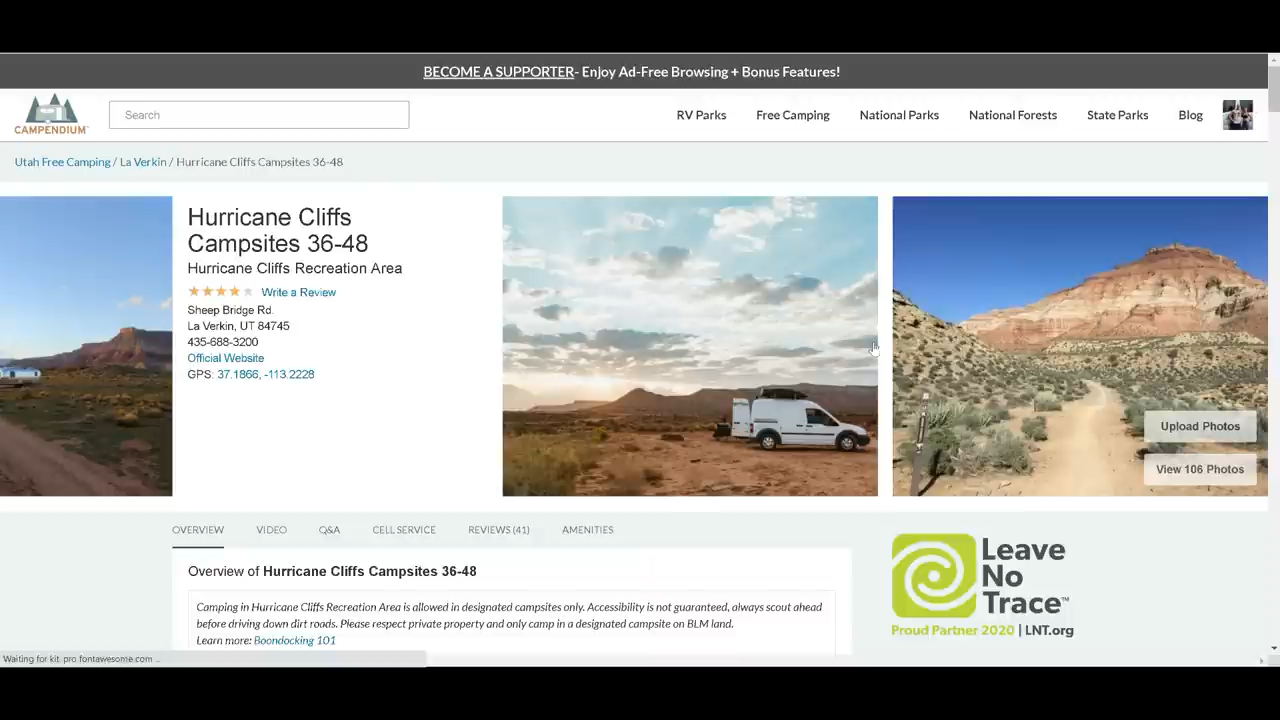 BECOME A SUPPORTER- Enjoy Ad-Free Browsing + Bonus Features!
CAMPENDIUM
Search
RV Parks
Free Camping
National Parks
National Forests
State Parks
Blog
Utah Free Camping / La Verkin / Hurricane Cliffs Campsites 36-48
Hurricane Cliffs
Campsites 36-48
Hurricane Cliffs Recreation Area
Write a Review
Sheep Bridge Rd.
La Verkin, UT 84745
435-688-3200
Official Website
GPS: 37.1866, -113.2228
Upload Photos
View 106 Photos
OVERVIEW
VIDEO
Q&A
CELL SERVICE
REVIEWS (41)
AMENITIES
Overview of Hurricane Cliffs Campsites 36-48
Camping in Hurricane Cliffs Recreation Area is allowed in designated campsites only. Accessibility is not guaranteed, always scout ahead
before driving down dirt roads. Please respect private property and only camp in a designated campsite on BLM land.
Learn more: Boondocking 101
Leave
No
Trace™
Proud Partner 2020 | LNT.org
Waiting for kit-pro.fontawesome.com ...